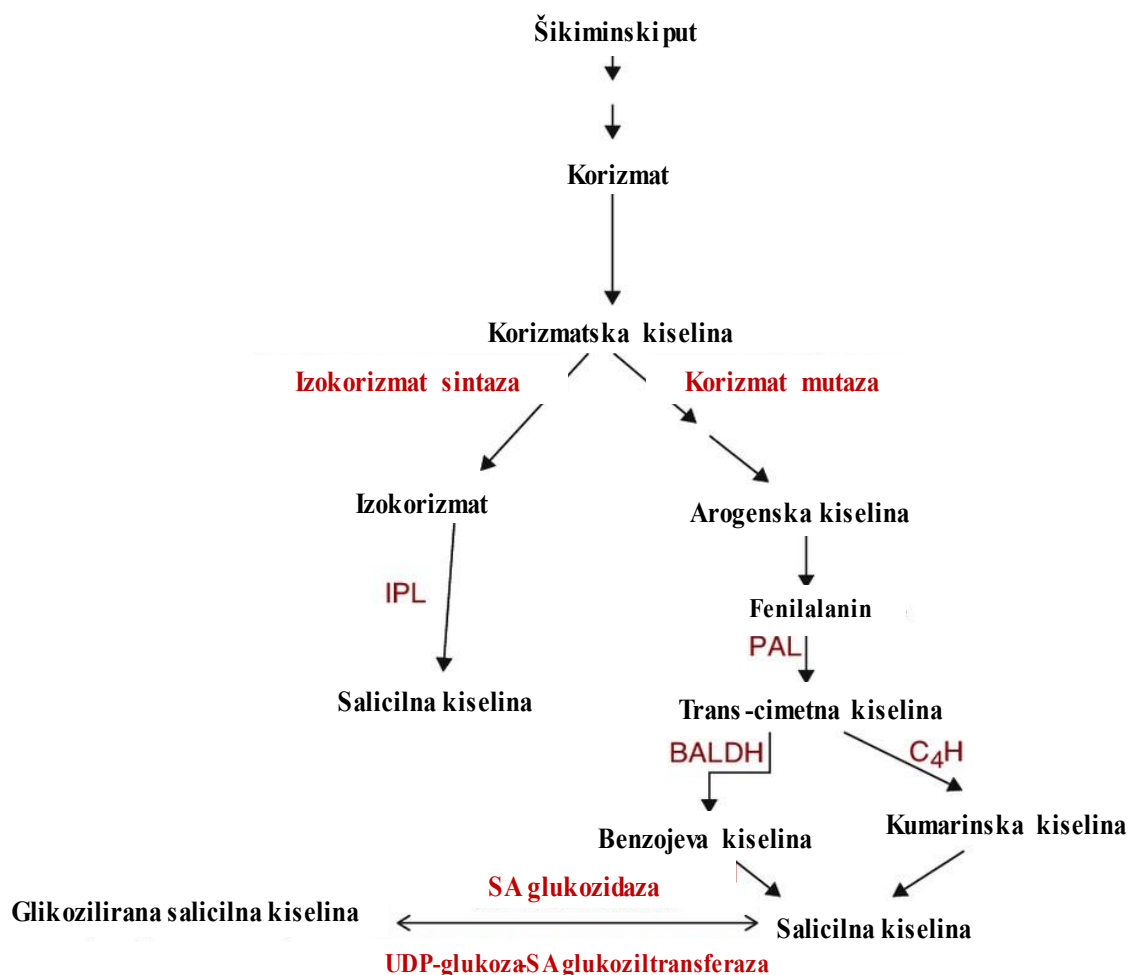 Šikiminski put
Korizmat
Korizmatska kiselina
Izokorizmat sintaza
Korizmat mutaza
Izokorizmat
Arogenska kiselina
IPL
Fenilalanin
PAL
Salicilna kiselina
Trans-cimetna kiselina
BALDH
C4H
Benzojeva kiselina
Kumarinska kiselina
SA glukozidaza
Glikozilirana salicilna kiselina
Salicilna kiselina
UDP-glukoza-SA glukoziltransferaza